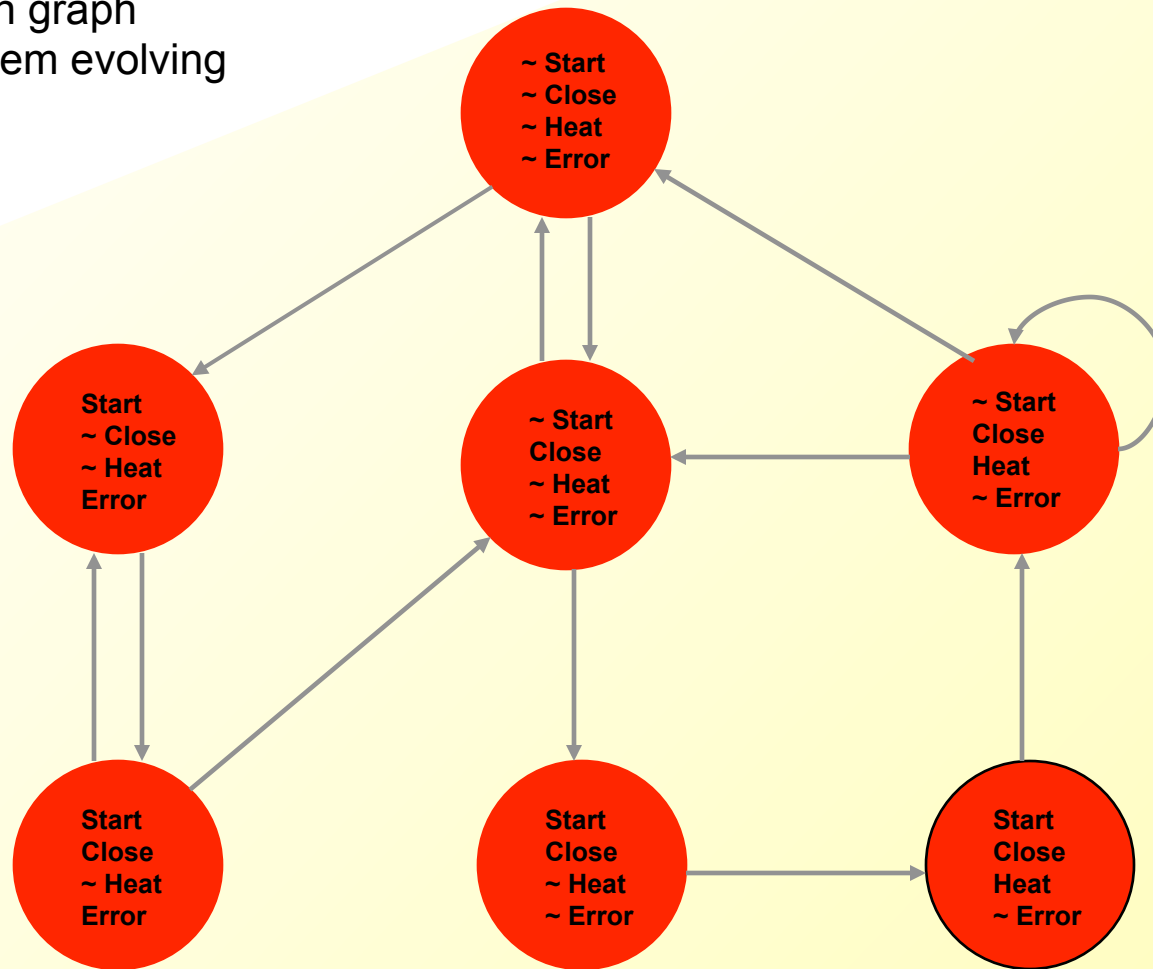 graph
evolving
~ Start
~ Close
~ Heat
~ Error
Start
~ Close
~ Heat
Error
~ Start
Close
~ Heat
~ Error
~ Start
Close
Heat
~ Error
Start
Close
~ Heat
Error
Start
Close
~ Heat
~ Error
Start
Close
Heat
~ Error